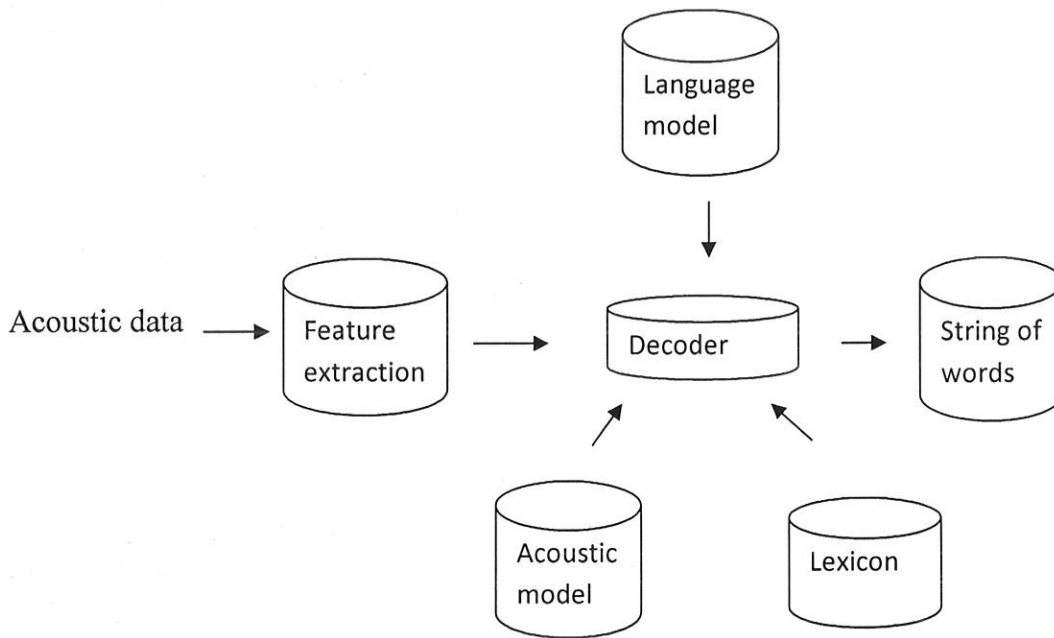 Language
model
Acoustic data
Feature
extraction
Decoder
String of
words
Acoustic
model
Lexicon